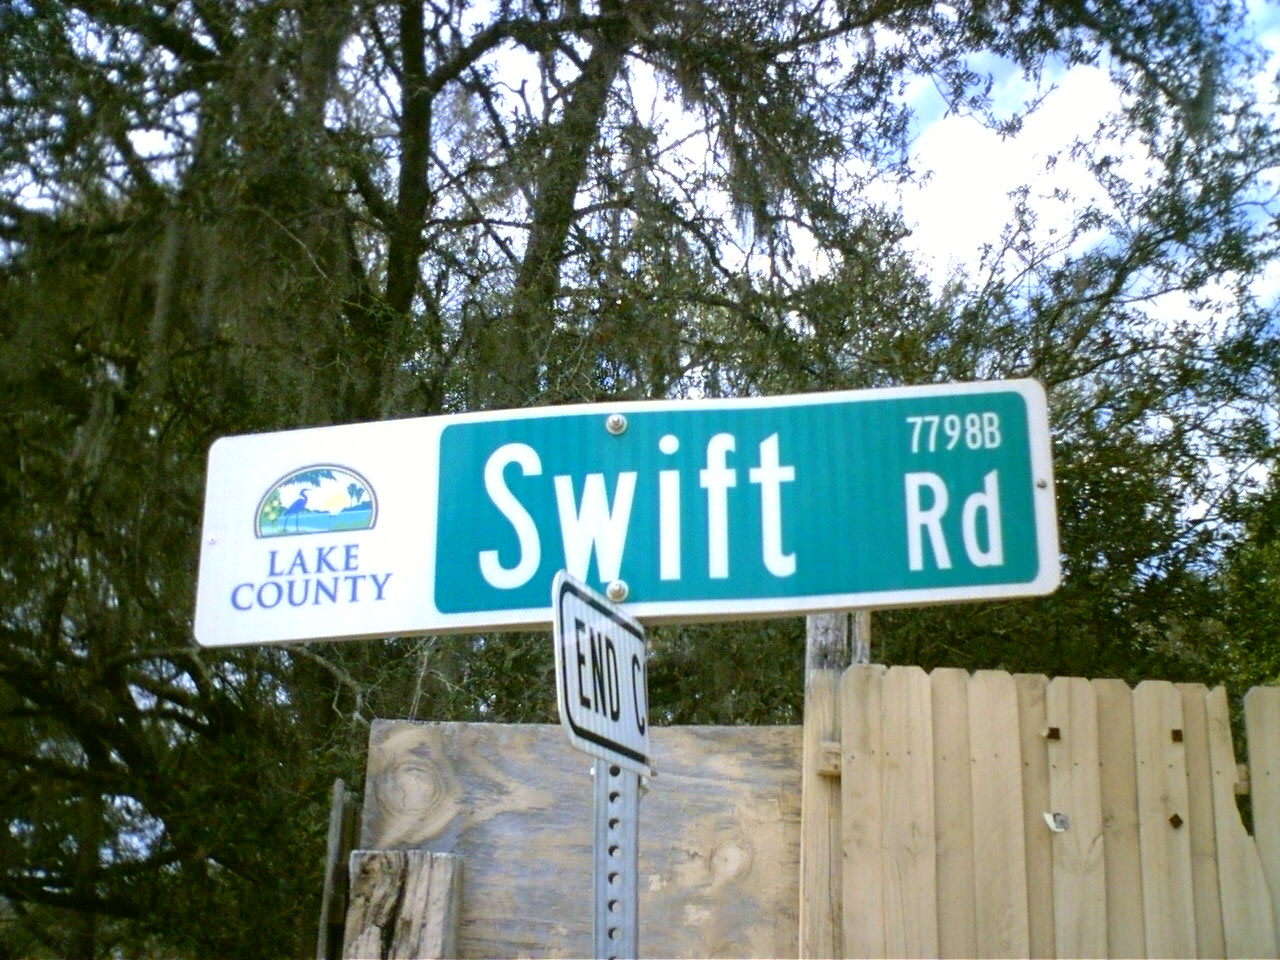 LAKE
COUNTY
Swift Rd
7798B
END C